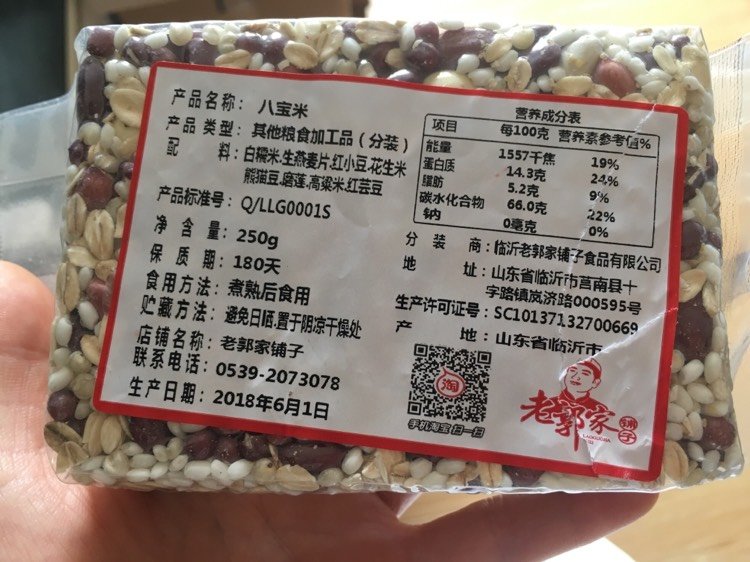 产品名称： 八宝米
产品 类型： 其他粮食加工品（分装）
配 料：白糯米,生燕麦片,红小豆,花生米
熊猫豆,磨莲,高粱米,红芸豆
产品标准号： Q/LLG0001S
净 含 量： 250g
保 质 期： 180天
食用方法： 煮熟后食用
贮藏方法： 避免日晒,置于阴凉干燥处
店铺名称： 老郭家铺子
联系电话： 0539-2073078
生产日期： 2018年6月1日
营养成分表
项目 每100克 营养素参考值%
能量 1557千焦 19%
蛋白质 14.3克 24%
脂肪 5.2克 9%
碳水化合物 66.0克 22%
钠 0毫克 0%
分 装 商：临沂老郭家铺子食品有限公司
地 址：山东省临沂市莒南县十
字路镇岚济路000595号
生产许可证号：SC10137132700669
产 地：山东省临沂市
淘
手机淘宝扫一扫
老郭家
铺子
LAOGUOJIA